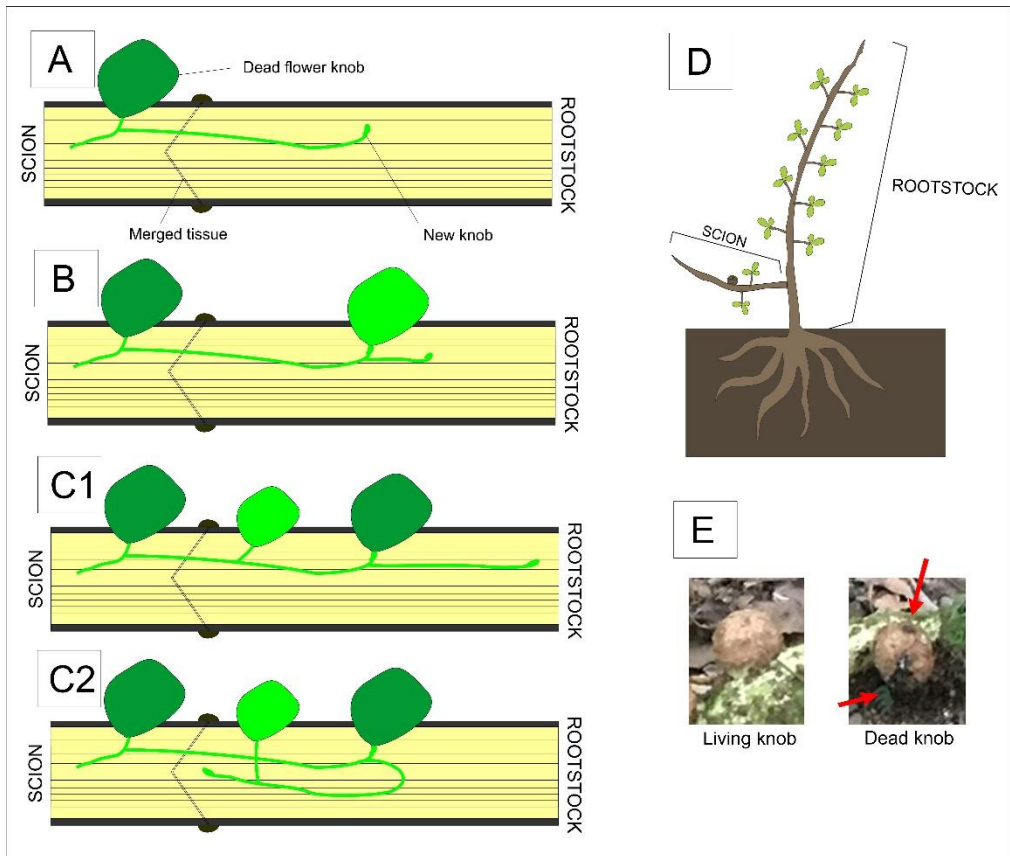 A
Dead flower knob
SCION
ROOTSTOCK
Merged tissue
New knob
B
SCION
ROOTSTOCK
C1
SCION
ROOTSTOCK
C2
SCION
ROOTSTOCK
D
ROOTSTOCK
SCION
E
Living knob
Dead knob